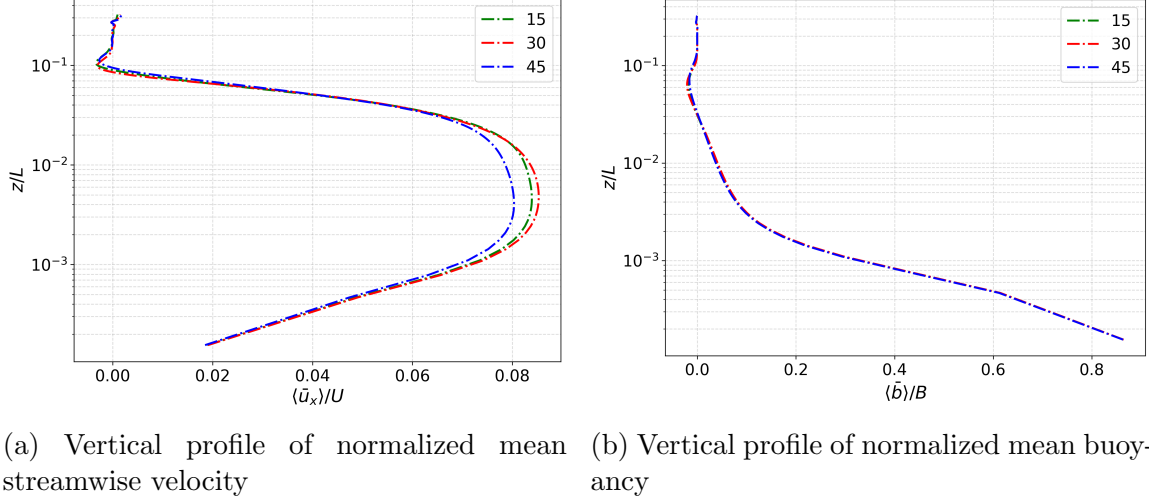 15
30
45
10⁻¹
10⁻²
10⁻³
z/L
0.00 0.02 0.04 0.06 0.08
⟨ūₓ⟩/U
15
30
45
10⁻¹
10⁻²
10⁻³
z/L
0.0 0.2 0.4 0.6 0.8
⟨b̄⟩/B
(a) Vertical profile of normalized mean
streamwise velocity
(b) Vertical profile of normalized mean buoy-
ancy